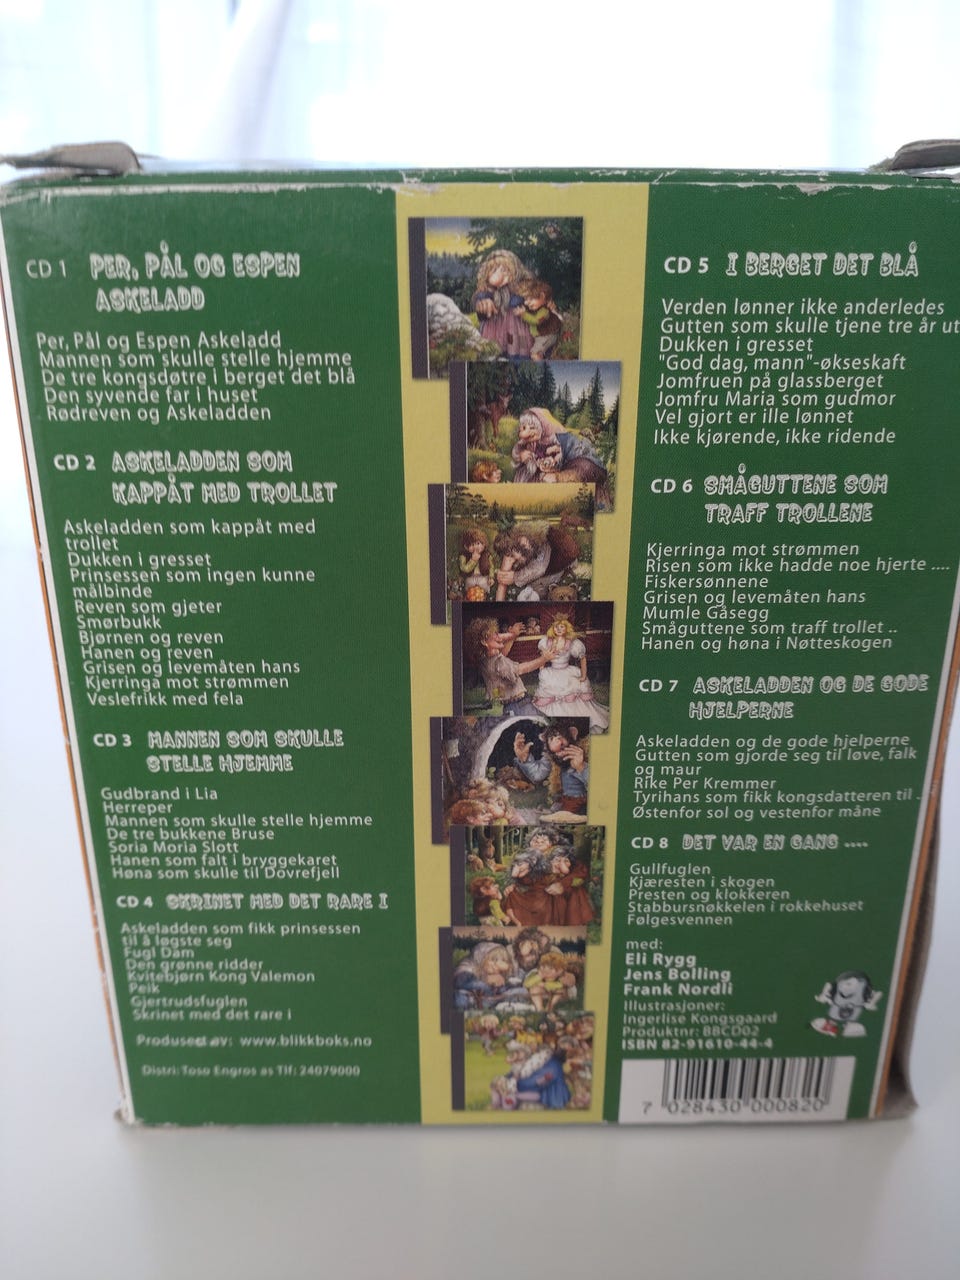 CD 1 PER, PÅL OG ESPEN
ASKELADD
Per, Pål og Espen Askeladd
Mannen som skulle stelle hjemme
De tre kongsdøtre i berget det blå
Den syvende far i huset
Rødreven og Askeladden
CD 2 ASKELADDEN SOM
KAPPÅT MED TROLLET
Askeladden som kappåt med
trollet
Dukken i gresset
Prinsessen som ingen kunne
målbinde
Reven som gjeter
Smørbukk
Bjørnen og reven
Hanen og reven
Grisen og levemåten hans
Kjerringa mot strømmen
Veslefrikk med fela
CD 3 MANNEN SOM SKULLE
STELLE HJEMME
Gudbrand i Lia
Herreper
Mannen som skulle stelle hjemme
De tre bukkene Bruse
Soria Moria Slott
Hanen som falt i bryggekaret
Høna som skulle til Dovrefjell
CD 4 SKRINET MED DET RARE I
Askeladden som fikk prinsessen
til å løgste seg
Fugl Dam
Den grønne ridder
Kvitebjørn Kong Valemon
Peik
Gjertrudsfuglen
Skrinet med det rare i
Produsert av: www.blikkboks.no
Distri: Toso Engros as Tlf: 24079000
CD 5 I BERGET DET BLÅ
Verden lønner ikke anderledes
Gutten som skulle tjene tre år ut
Dukken i gresset
"God dag, mann"-økseskaft
Jomfruen på glassberget
Jomfru Maria som gudmor
Vel gjort er ille lønnet
Ikke kjørende, ikke ridende
CD 6 SMÅGUTTENE SOM
TRAFF TROLLENE
Kjerringa mot strømmen
Risen som ikke hadde noe hjerte ....
Fiskersønnene
Grisen og levemåten hans
Mumle Gåsegg
Småguttene som traff trollet ..
Hanen og høna i Nøtteskogen
CD 7 ASKELADDEN OG DE GODE
HJELPERNE
Askeladden og de gode hjelperne
Gutten som gjorde seg til løve, falk
og maur
Rike Per Kremmer
Tyrihans som fikk kongsdatteren til .
Østenfor sol og vestenfor måne
CD 8 DET VAR EN GANG ....
Gullfuglen
Kjæresten i skogen
Presten og klokkeren
Stabbursnøkkelen i rokkehuset
Følgesvennen
med:
Eli Rygg
Jens Bolling
Frank Nordli
Illustrasjoner:
Ingerlise Kongsgaard
Produktnr: BBCD02
ISBN 82-91610-44-4
7 028430 000820